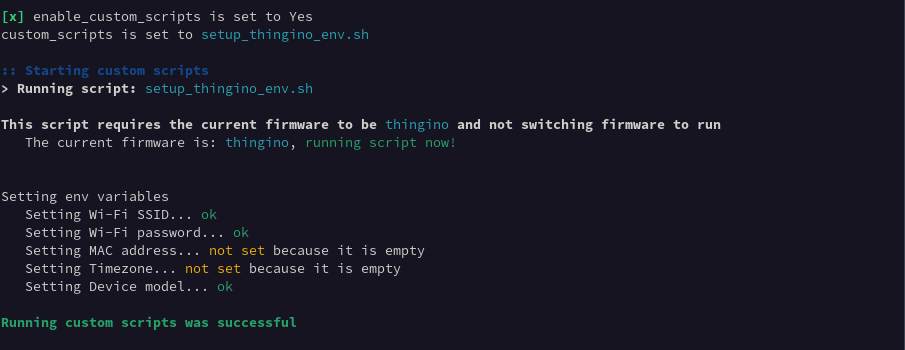 [x] enable_custom_scripts is set to Yes
custom_scripts is set to setup_thingino_env.sh
:: Starting custom scripts
> Running script: setup_thingino_env.sh
This script requires the current firmware to be thingino and not switching firmware to run
The current firmware is: thingino, running script now!
Setting env variables
Setting Wi-Fi SSID... ok
Setting Wi-Fi password... ok
Setting MAC address... not set because it is empty
Setting Timezone... not set because it is empty
Setting Device model... ok
Running custom scripts was successful